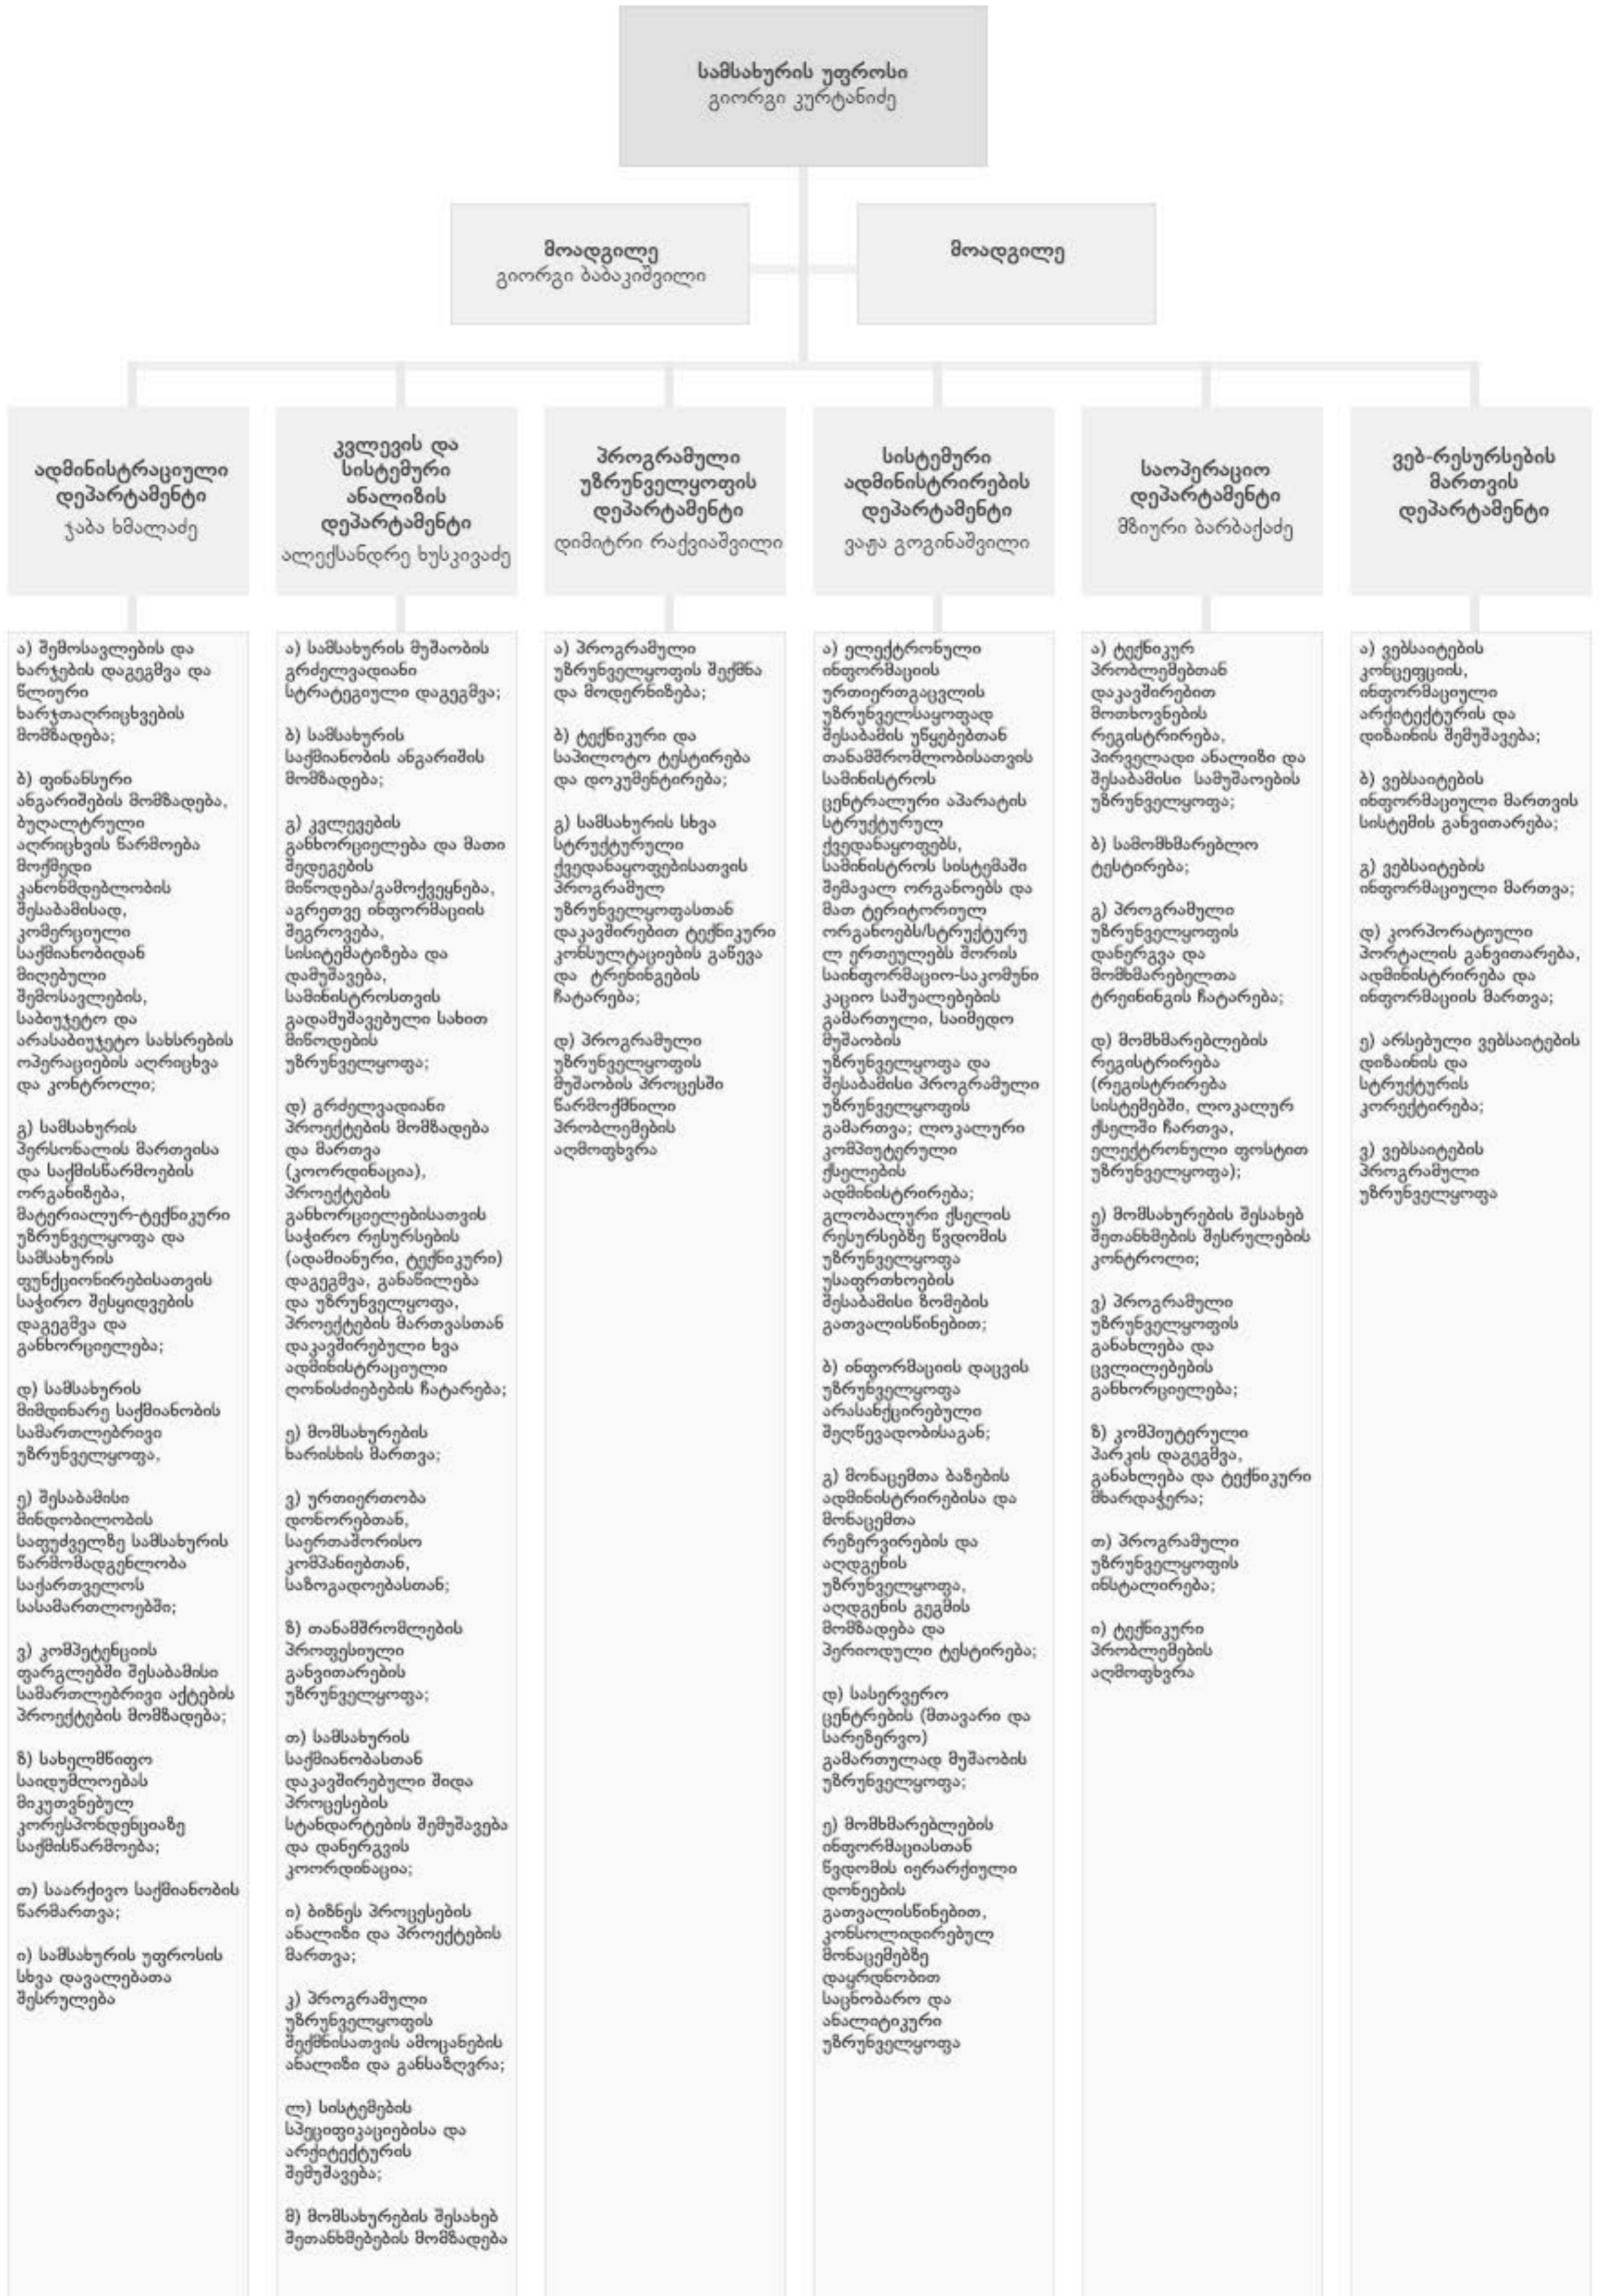 სამსახურის უფროსი
გიორგი კურტანიძე
მოადგილე
გიორგი ბაბაკიშვილი
მოადგილე
ადმინისტრაციული
დეპარტამენტი
ჯაბა ხმალაძე
კვლევის და
სისტემური
ანალიზის
დეპარტამენტი
ალექსანდრე ხუსკივაძე
პროგრამული
უზრუნველყოფის
დეპარტამენტი
დიმიტრი რაქვიაშვილი
სისტემური
ადმინისტრირების
დეპარტამენტი
ვაჟა გოგინაშვილი
საოპერაციო
დეპარტამენტი
მზიური ბარბაქაძე
ვებ-რესურსების
მართვის
დეპარტამენტი
ა) შემოსავლების და
ხარჯების დაგეგმვა და
წლიური
ხარჯთაღრიცხვების
მომზადება;
ბ) ფინანსური
ანგარიშების მომზადება,
ბუღალტრული
აღრიცხვის წარმოება
მოქმედი
კანონმდებლობის
შესაბამისად,
კომერციული
საქმიანობიდან
მიღებული
შემოსავლების,
საბიუჯეტო და
არასაბიუჯეტო სახსრების
ოპერაციების აღრიცხვა
და კონტროლი;
გ) სამსახურის
პერსონალის მართვისა
და საქმისწარმოების
ორგანიზება,
მატერიალურ-ტექნიკური
უზრუნველყოფა და
სამსახურის
ფუნქციონირებისათვის
საჭირო შესყიდვების
დაგეგმვა და
განხორციელება;
დ) სამსახურის
მიმდინარე საქმიანობის
სამართლებრივი
უზრუნველყოფა,
ე) შესაბამისი
მინდობილობის
საფუძველზე სამსახურის
წარმომადგენლობა
საქართველოს
სასამართლოებში;
ვ) კომპეტენციის
ფარგლებში შესაბამისი
სამართლებრივი აქტების
პროექტების მომზადება;
ზ) სახელმწიფო
საიდუმლოებას
მიკუთვნებულ
კორესპონდენციაზე
საქმისწარმოება;
თ) საარქივო საქმიანობის
წარმართვა;
ი) სამსახურის უფროსის
სხვა დავალებათა
შესრულება
ა) სამსახურის მუშაობის
გრძელვადიანი
სტრატეგიული დაგეგმვა;
ბ) სამსახურის
საქმიანობის ანგარიშის
მომზადება;
გ) კვლევების
განხორციელება და მათი
შედეგების
მიწოდება/გამოქვეყნება,
აგრეთვე ინფორმაციის
შეგროვება,
სისიტემატიზება და
დამუშავება,
სამინისტროსთვის
გადამუშავებული სახით
მიწოდების
უზრუნველყოფა;
დ) გრძელვადიანი
პროექტების მომზადება
და მართვა
(კოორდინაცია),
პროექტების
განხორციელებისათვის
საჭირო რესურსების
(ადამიანური, ტექნიკური)
დაგეგმვა, განაწილება
და უზრუნველყოფა,
პროექტების მართვასთან
დაკავშირებული ხვა
ადმინისტრაციული
ღონისძიებების ჩატარება;
ე) მომსახურების
ხარისხის მართვა;
ვ) ურთიერთობა
დონორებთან,
საერთაშორისო
კომპანიებთან,
საზოგადოებასთან;
ზ) თანამშრომლების
პროფესიული
განვითარების
უზრუნველყოფა;
თ) სამსახურის
საქმიანობასთან
დაკავშირებული შიდა
პროცესების
სტანდარტების შემუშავება
და დანერგვის
კოორდინაცია;
ი) ბიზნეს პროცესების
ანალიზი და პროექტების
მართვა;
კ) პროგრამული
უზრუნველყოფის
შექმნისათვის ამოცანების
ანალიზი და განსაზღვრა;
ლ) სისტემების
სპეციფიკაციებისა და
არქიტექტურის
შემუშავება;
მ) მომსახურების შესახებ
შეთანხმებების მომზადება
ა) პროგრამული
უზრუნველყოფის შექმნა
და მოდერნიზება;
ბ) ტექნიკური და
საპილოტო ტესტირება
და დოკუმენტირება;
გ) სამსახურის სხვა
სტრუქტურული
ქვედანაყოფებისათვის
პროგრამულ
უზრუნველყოფასთან
დაკავშირებით ტექნიკური
კონსულტაციების გაწევა
და ტრენინგების
ჩატარება;
დ) პროგრამული
უზრუნველყოფის
მუშაობის პროცესში
წარმოქმნილი
პრობლემების
აღმოფხვრა
ა) ელექტრონული
ინფორმაციის
ურთიერთგაცვლის
უზრუნველსაყოფად
შესაბამის უწყებებთან
თანამშრომლობისათვის
სამინისტროს
ცენტრალური აპარატის
სტრუქტურულ
ქვედანაყოფებს,
სამინისტროს სისტემაში
შემავალ ორგანოებს და
მათ ტერიტორიულ
ორგანოებს/სტრუქტურუ
ლ ერთეულებს შორის
საინფორმაციო-საკომუნი
კაციო საშუალებების
გამართული, საიმედო
მუშაობის
უზრუნველყოფა და
შესაბამისი პროგრამული
უზრუნველყოფის
გამართვა; ლოკალური
კომპიუტერული
ქსელების
ადმინისტრირება;
გლობალური ქსელის
რესურსებზე წვდომის
უზრუნველყოფა
უსაფრთხოების
შესაბამისი ზომების
გათვალისწინებით;
ბ) ინფორმაციის დაცვის
უზრუნველყოფა
არასანქცირებული
შეღწევადობისაგან;
გ) მონაცემთა ბაზების
ადმინისტრირებისა და
მონაცემთა
რეზერვირების და
აღდგენის
უზრუნველყოფა,
აღდგენის გეგმის
მომზადება და
პერიოდული ტესტირება;
დ) სასერვერო
ცენტრების (მთავარი და
სარეზერვო)
გამართულად მუშაობის
უზრუნველყოფა;
ე) მომხმარებლების
ინფორმაციასთან
წვდომის იერარქიული
დონეების
გათვალისწინებით,
კონსოლიდირებულ
მონაცემებზე
დაყრდნობით
საცნობარო და
ანალიტიკური
უზრუნველყოფა
ა) ტექნიკურ
პრობლემებთან
დაკავშირებით
მოთხოვნების
რეგისტრირება,
პირველადი ანალიზი და
შესაბამისი სამუშაოების
უზრუნველყოფა;
ბ) სამომხმარებლო
ტესტირება;
გ) პროგრამული
უზრუნველყოფის
დანერგვა და
მომხმარებელთა
ტრეინინგის ჩატარება;
დ) მომხმარებლების
რეგისტრირება
(რეგისტრირება
სისტემებში, ლოკალურ
ქსელში ჩართვა,
ელექტრონული ფოსტით
უზრუნველყოფა);
ე) მომსახურების შესახებ
შეთანხმების შესრულების
კონტროლი;
ვ) პროგრამული
უზრუნველყოფის
განახლება და
ცვლილებების
განხორციელება;
ზ) კომპიუტერული
პარკის დაგეგმვა,
განახლება და ტექნიკური
მხარდაჭერა;
თ) პროგრამული
უზრუნველყოფის
ინსტალირება;
ი) ტექნიკური
პრობლემების
აღმოფხვრა
ა) ვებსაიტების
კონცეფციის,
ინფორმაციული
არქიტექტურის და
დიზაინის შემუშავება;
ბ) ვებსაიტების
ინფორმაციული მართვის
სისტემის განვითარება;
გ) ვებსაიტების
ინფორმაციული მართვა;
დ) კორპორატიული
პორტალის განვითარება,
ადმინისტრირება და
ინფორმაციის მართვა;
ე) არსებული ვებსაიტების
დიზაინის და
სტრუქტურის
კორექტირება;
ვ) ვებსაიტების
პროგრამული
უზრუნველყოფა